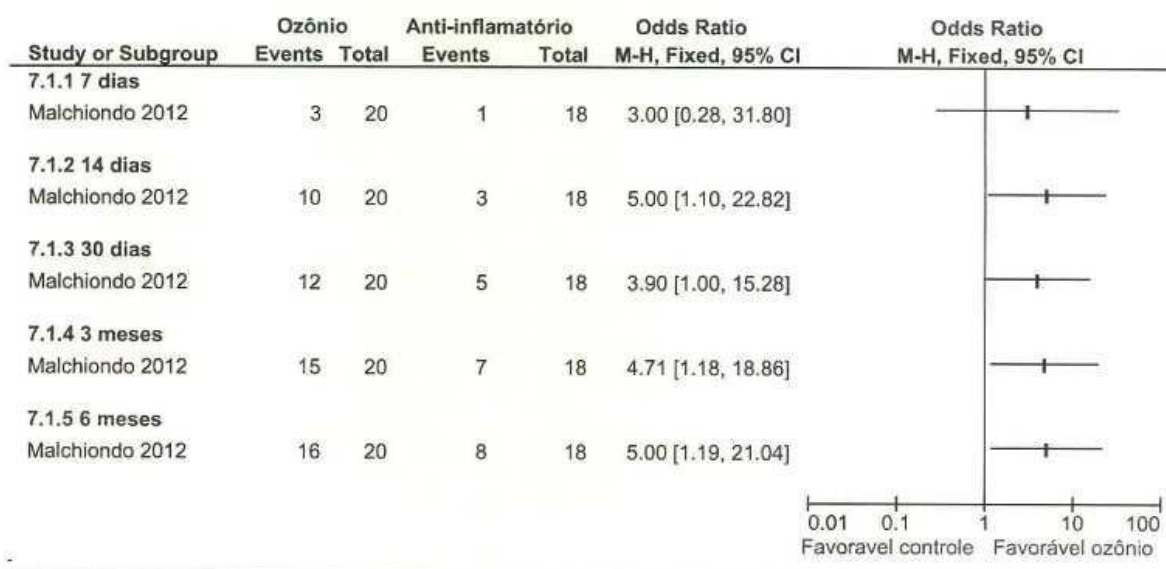 Ozônio Anti-inflamatório Odds Ratio Odds Ratio
Study or Subgroup Events Total Events Total M-H, Fixed, 95% CI M-H, Fixed, 95% CI
7.1.1 7 dias
Malchiondo 2012 3 20 1 18 3.00 [0.28, 31.80]
7.1.2 14 dias
Malchiondo 2012 10 20 3 18 5.00 [1.10, 22.82]
7.1.3 30 dias
Malchiondo 2012 12 20 5 18 3.90 [1.00, 15.28]
7.1.4 3 meses
Malchiondo 2012 15 20 7 18 4.71 [1.18, 18.86]
7.1.5 6 meses
Malchiondo 2012 16 20 8 18 5.00 [1.19, 21.04]
0.01 0.1 1 10 100
Favoravel controle Favorável ozônio